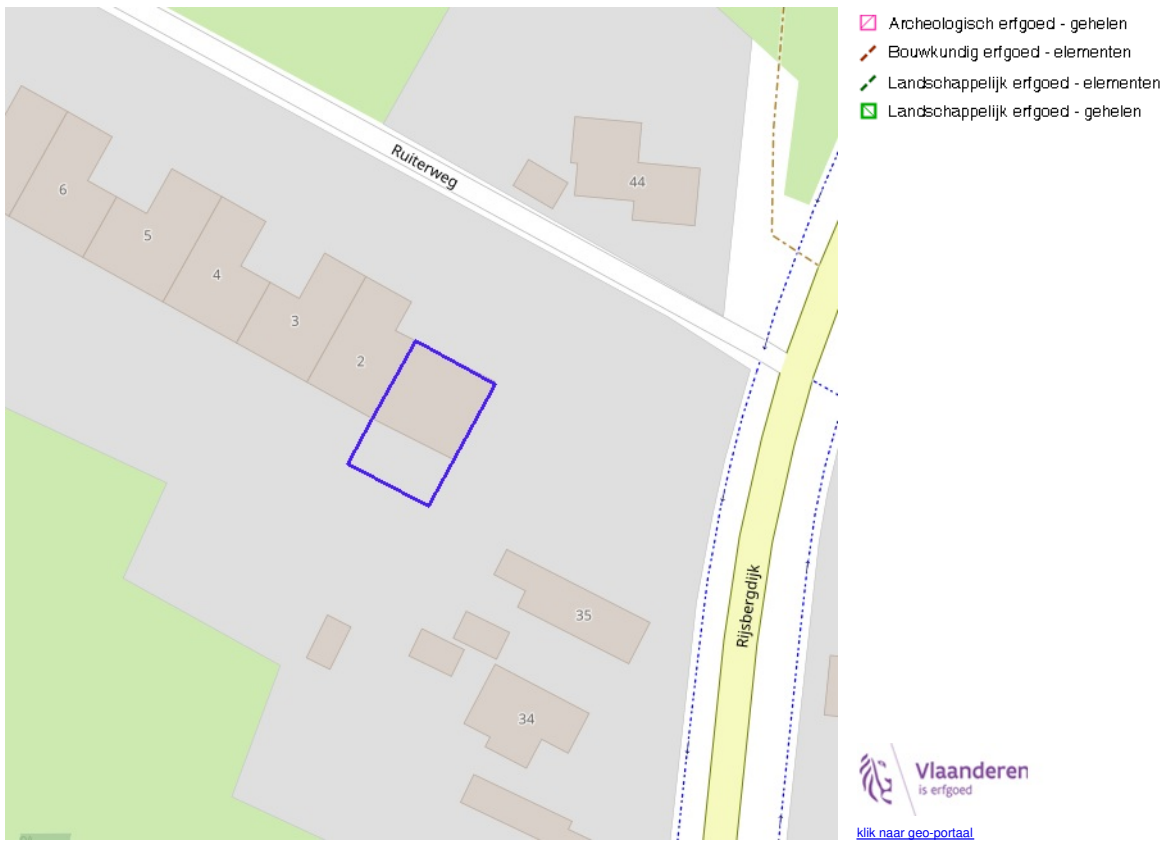 Archeologisch erfgoed - gehelen
Bouwkundig erfgoed - elementen
Landschappelijk erfgoed - elementen
Landschappelijk erfgoed - gehelen
Ruiterweg
44
6
5
4
3
2
35
Rijsbergdijk
34
Vlaanderen
is erfgoed
klik naar geo-portaal